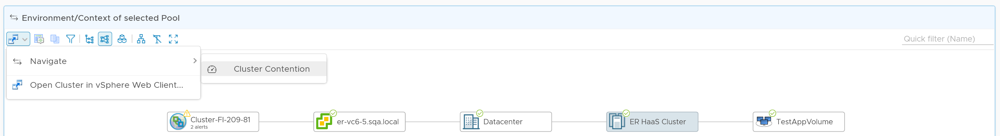 Environment/Context of selected Pool
Quick filter (Name)
Navigate
Cluster Contention
Open Cluster in vSphere Web Client...
Cluster-FI-209-81
2 alerts
er-vc6-5.sqa.local
Datacenter
ER HaaS Cluster
TestAppVolume